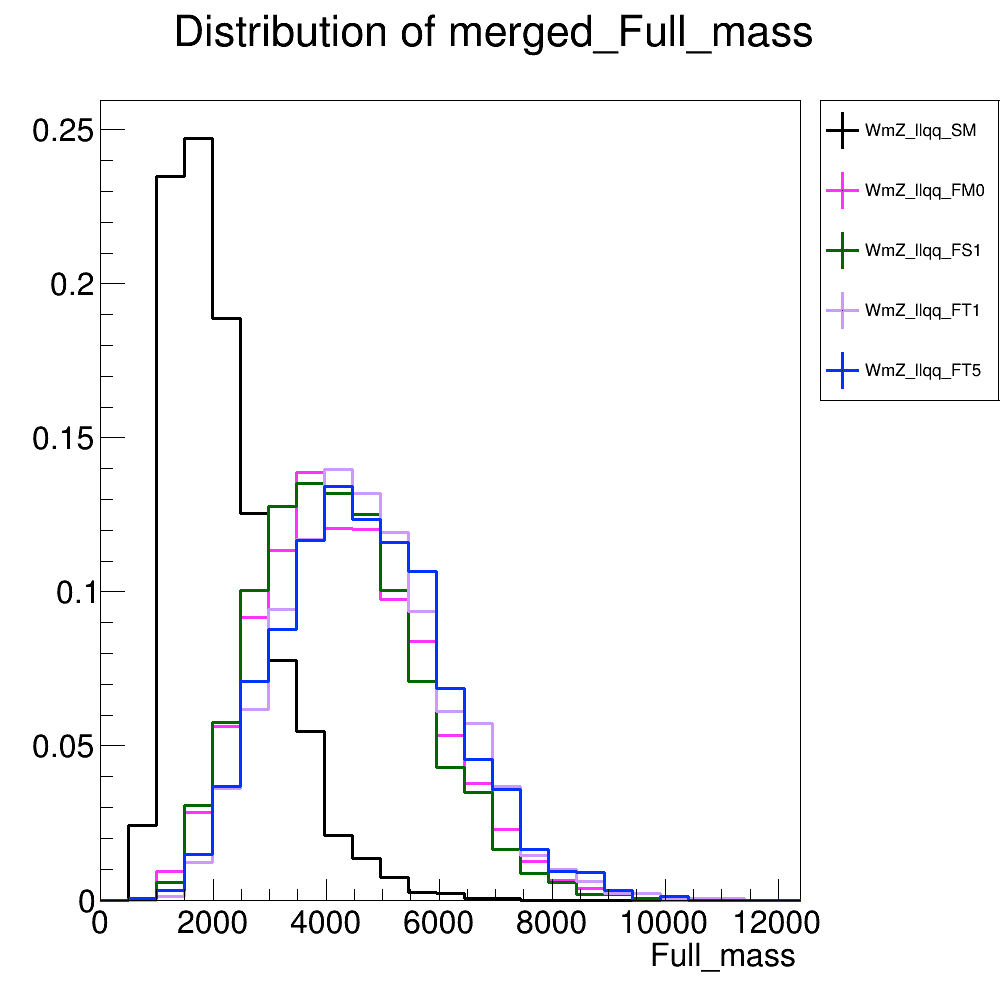 Distribution of merged_Full_mass
0.25
0.2
0.15
0.1
0.05
0
0 2000 4000 6000 8000 10000 12000
Full_mass
WmZ_llqq_SM
WmZ_llqq_FM0
WmZ_llqq_FS1
WmZ_llqq_FT1
WmZ_llqq_FT5